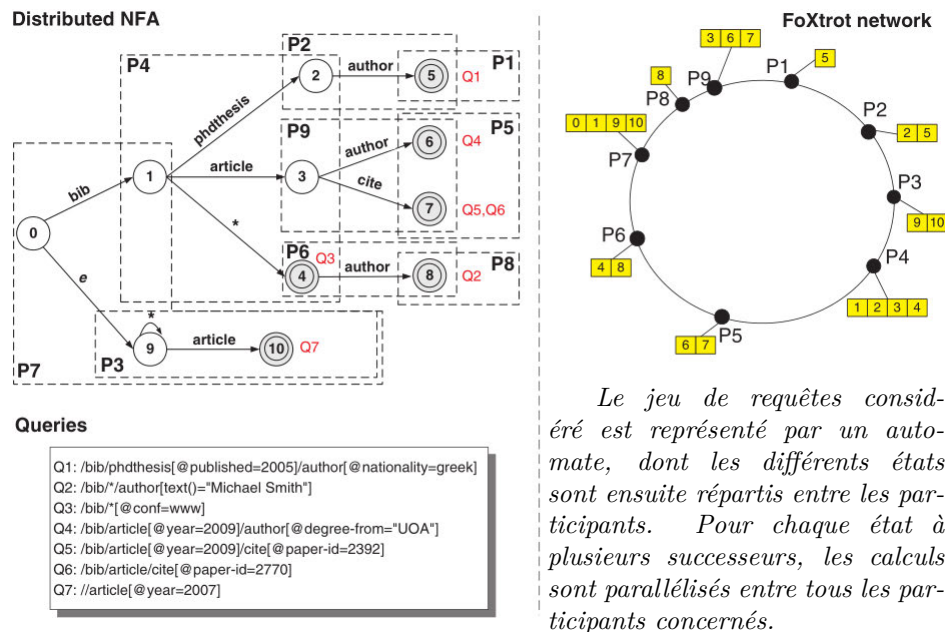 Distributed NFA
P2
P4
P1
2
author
5
Q1
phdthesis
P9
P5
author
6
Q4
bib
1
article
3
cite
0
7
Q5,Q6
*
P6
Q3
e
4
author
8
Q2
P8
*
9
article
10
Q7
P7
P3
Queries
Q1: /bib/phdthesis[@published=2005]/author[@nationality=greek]
Q2: /bib/*/author[text()="Michael Smith"]
Q3: /bib/*[@conf=www]
Q4: /bib/article[@year=2009]/author[@degree-from="UOA"]
Q5: /bib/article[@year=2009]/cite[@paper-id=2392]
Q6: /bib/article/cite[@paper-id=2770]
Q7: //article[@year=2007]
FoXtrot network
3 6 7
P9
P1
5
8
P8
P2
2 5
0 1 9 10
P7
P3
9 10
P6
4 8
P4
1 2 3 4
P5
6 7
Le jeu de requêtes consid-
éré est représenté par un auto-
mate, dont les différents états
sont ensuite répartis entre les par-
ticipants. Pour chaque état à
plusieurs successeurs, les calculs
sont parallélisés entre tous les par-
ticipants concernés.